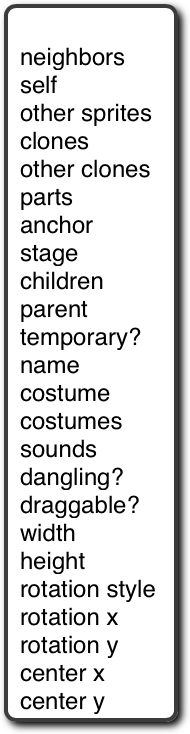 neighbors
self
other sprites
clones
other clones
parts
anchor
stage
children
parent
temporary?
name
costume
costumes
sounds
dangling?
draggable?
width
height
rotation style
rotation x
rotation y
center x
center y